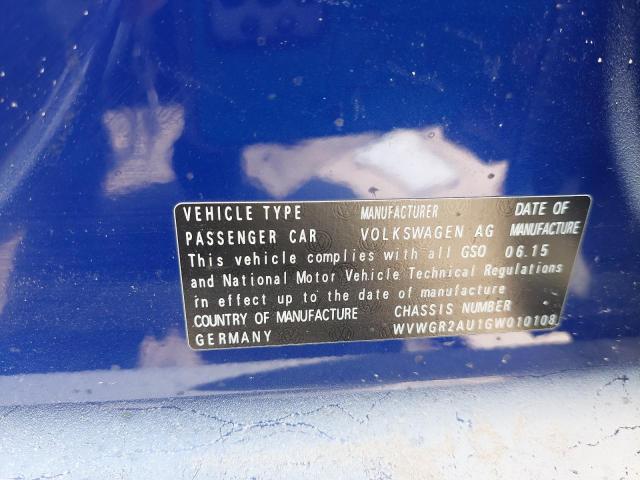 VEHICLE TYPE MANUFACTURER DATE OF
PASSENGER CAR VOLKSWAGEN AG MANUFACTURE
This vehicle complies with all GSO 06.15
and National Motor Vehicle Technical Regulations
in effect up to the date of manufacture
COUNTRY OF MANUFACTURE CHASSIS NUMBER
GERMANY WVWGR2AU1GW010108